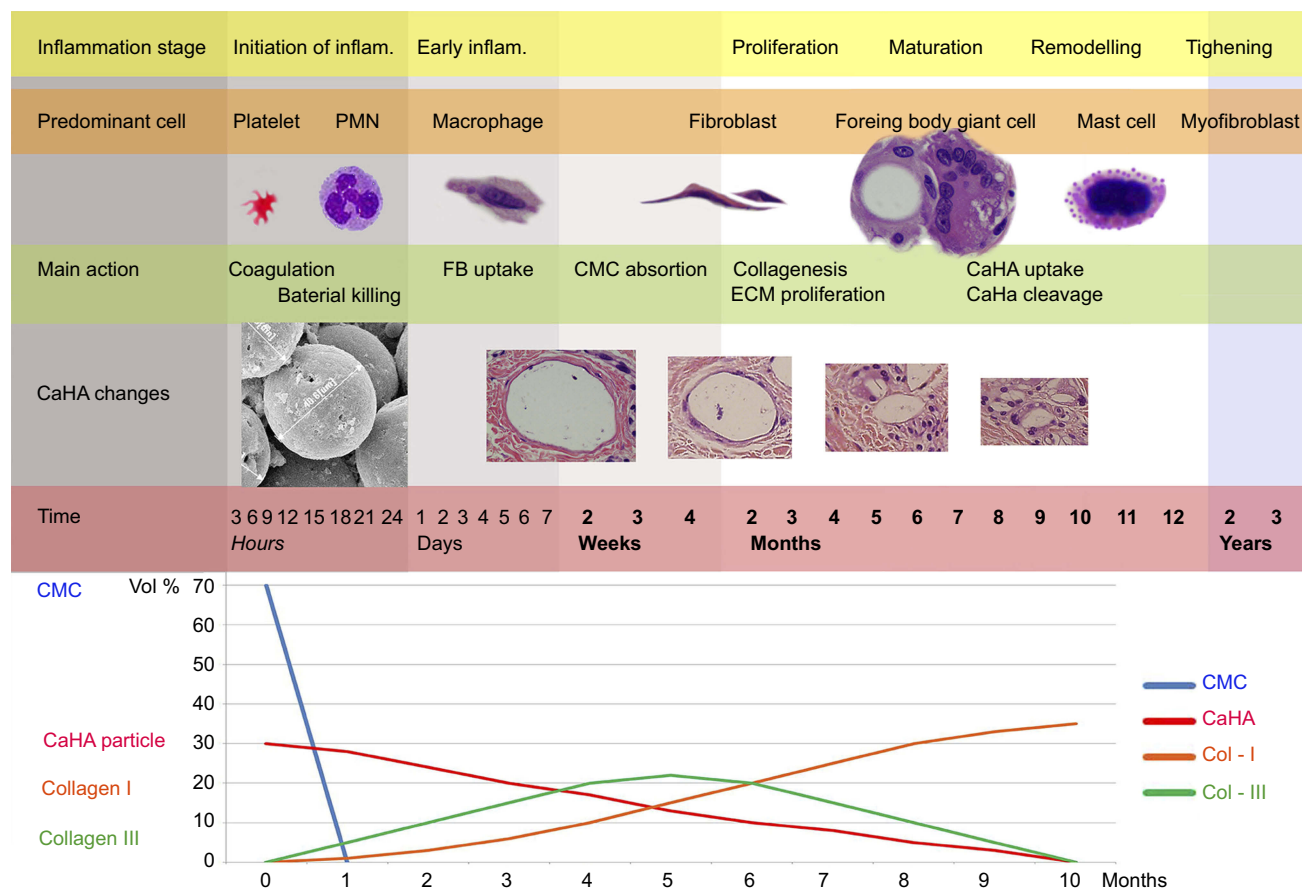 Inflammation stage Initiation of inflam. Early inflam. Proliferation Maturation Remodelling Tighening
Predominant cell Platelet PMN Macrophage Fibroblast Foreing body giant cell Mast cell Myofibroblast
Main action Coagulation FB uptake CMC absortion Collagenesis CaHA uptake
Baterial killing ECM proliferation CaHa cleavage
CaHA changes
Time 3 6 9 12 15 18 21 24 1 2 3 4 5 6 7 2 3 4 2 3 4 5 6 7 8 9 10 11 12 2 3
Hours Days Weeks Months Years
CMC Vol % 70
60
50
40
CaHA particle 30
Collagen I 20
Collagen III 10
0
0 1 2 3 4 5 6 7 8 9 10 Months
CMC
CaHA
Col - I
Col - III